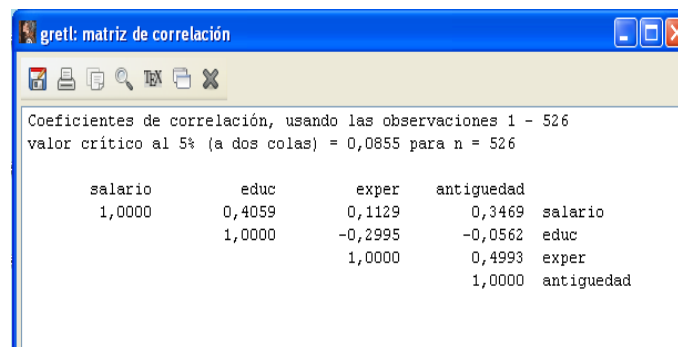 gretl: matriz de correlación
TEX
Coeficientes de correlación, usando las observaciones 1 - 526
valor crítico al 5% (a dos colas) = 0,0855 para n = 526
salario educ exper antiguedad
1,0000 0,4059 0,1129 0,3469 salario
1,0000 -0,2995 -0,0562 educ
1,0000 0,4993 exper
1,0000 antiguedad